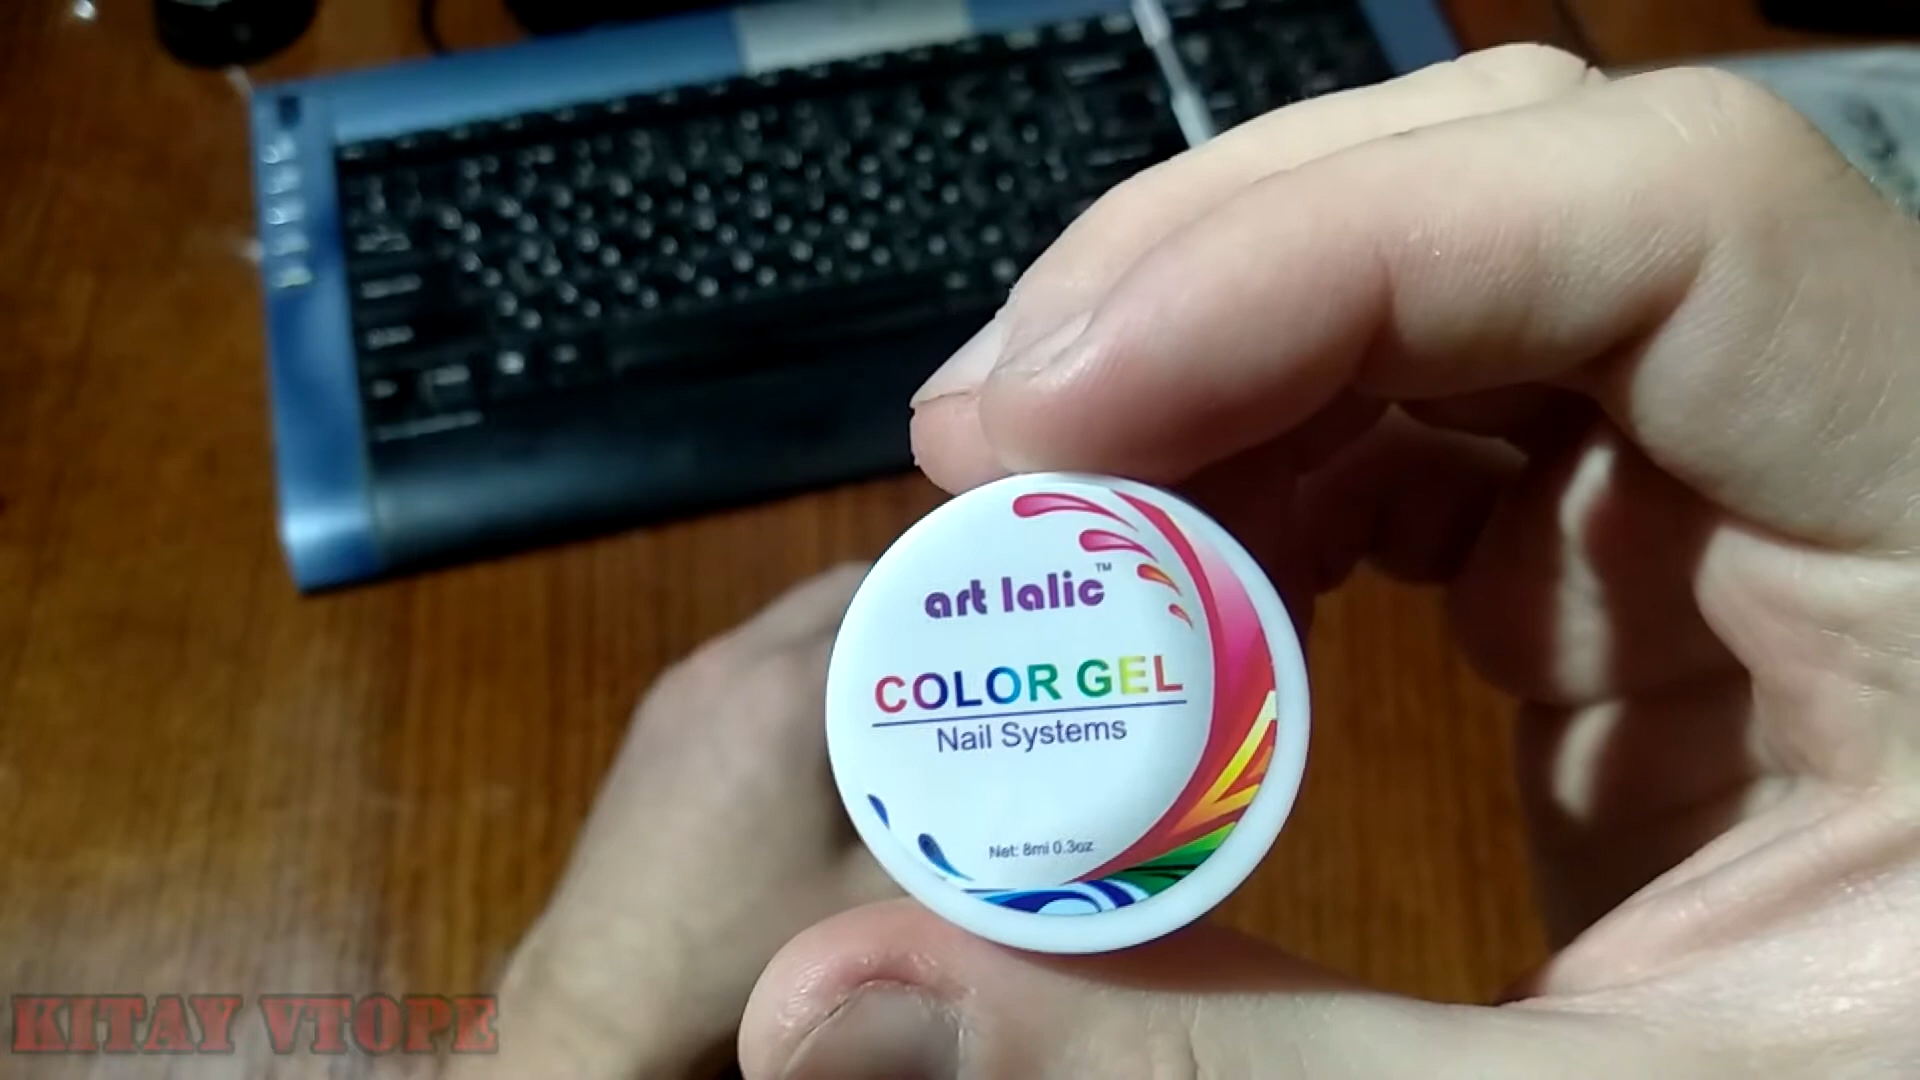 art lalic™
COLOR GEL
Nail Systems
Net: 8ml 0.3oz
KITAY VTOPE